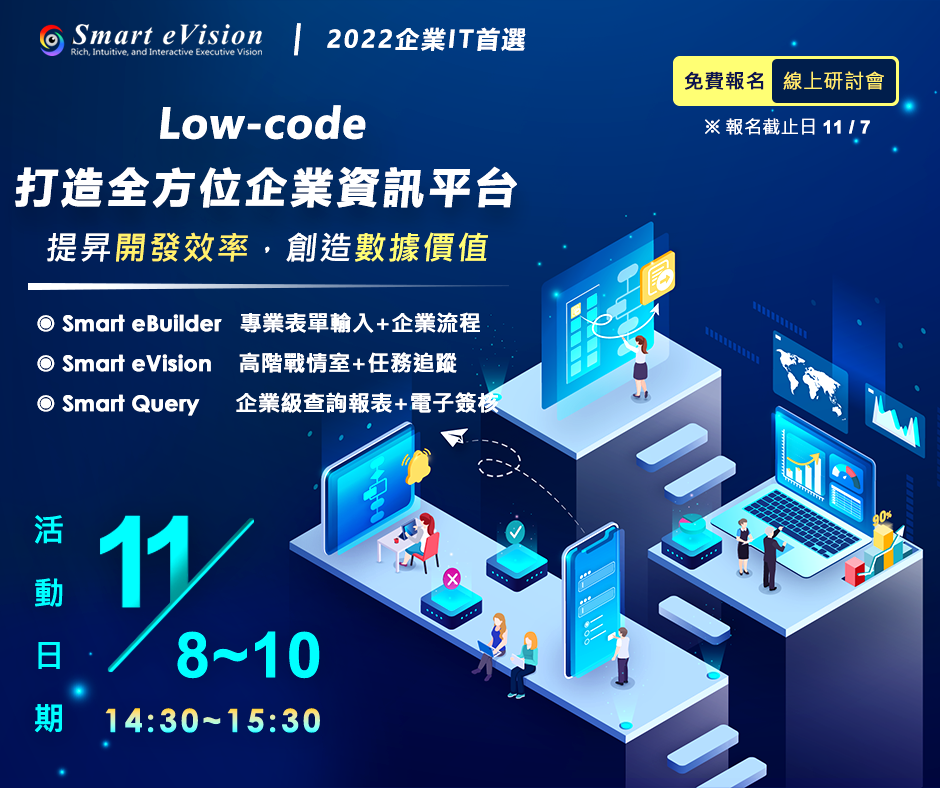 Smart eVision
Rich, Intuitive, and Interactive Executive Vision
2022企業IT首選
免費報名 線上研討會
※ 報名截止日 11 / 7
Low-code
打造全方位企業資訊平台
提昇開發效率，創造數據價值
◉ Smart eBuilder 專業表單輸入+企業流程
◉ Smart eVision 高階戰情室+任務追蹤
◉ Smart Query 企業級查詢報表+電子簽核
90%
活動日期
11/8~10
14:30~15:30